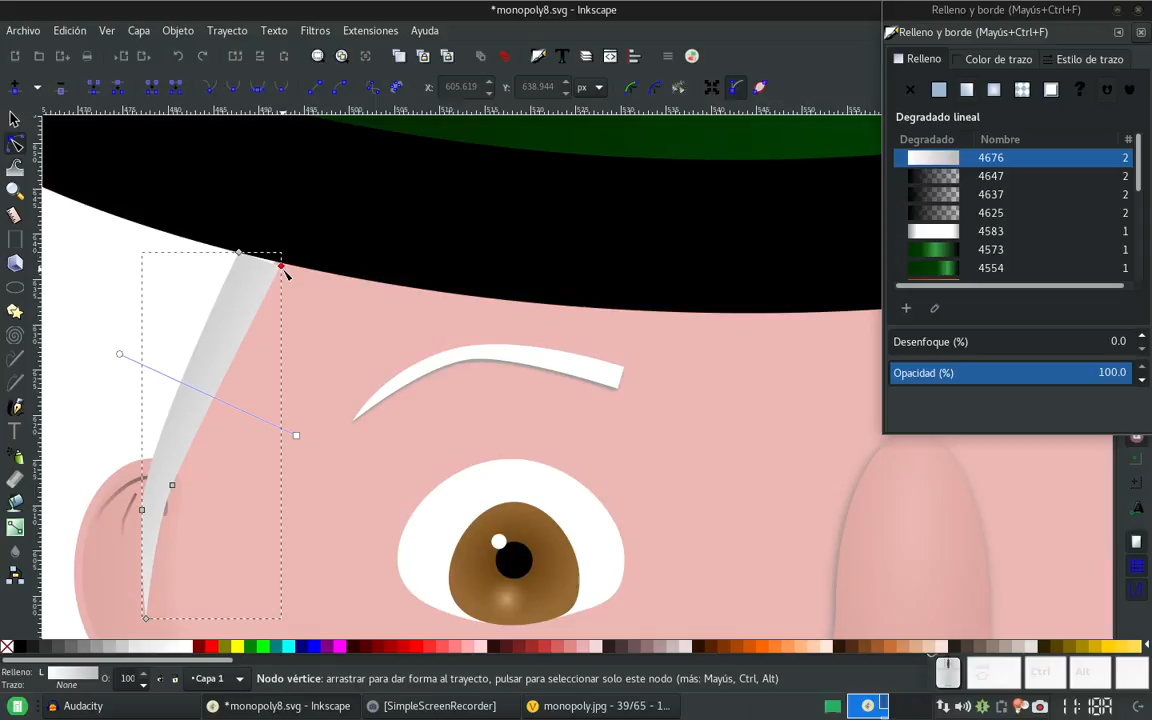 *monopoly8.svg - Inkscape
Relleno y borde (Mayús+Ctrl+F)
Archivo Edición Ver Capa Objeto Trayecto Texto Filtros Extensiones Ayuda
Relleno y borde (Mayús+Ctrl+F)
Relleno Color de trazo Estilo de trazo
X: 605.619 Y: 638.944 px
Degradado lineal
Degradado Nombre #
4676 2
4647 2
4637 2
4625 2
4583 1
4573 1
4554 1
Desenfoque (%) 0.0
Opacidad (%) 100.0
Relleno: L
Trazo: None
O: 100
•Capa 1
Nodo vértice: arrastrar para dar forma al trayecto, pulsar para seleccionar solo este nodo (más: Mayús, Ctrl, Alt)
Ctrl Alt
Audacity
*monopoly8.svg - Inkscape
[SimpleScreenRecorder]
monopoly.jpg - 39/65 - 1...